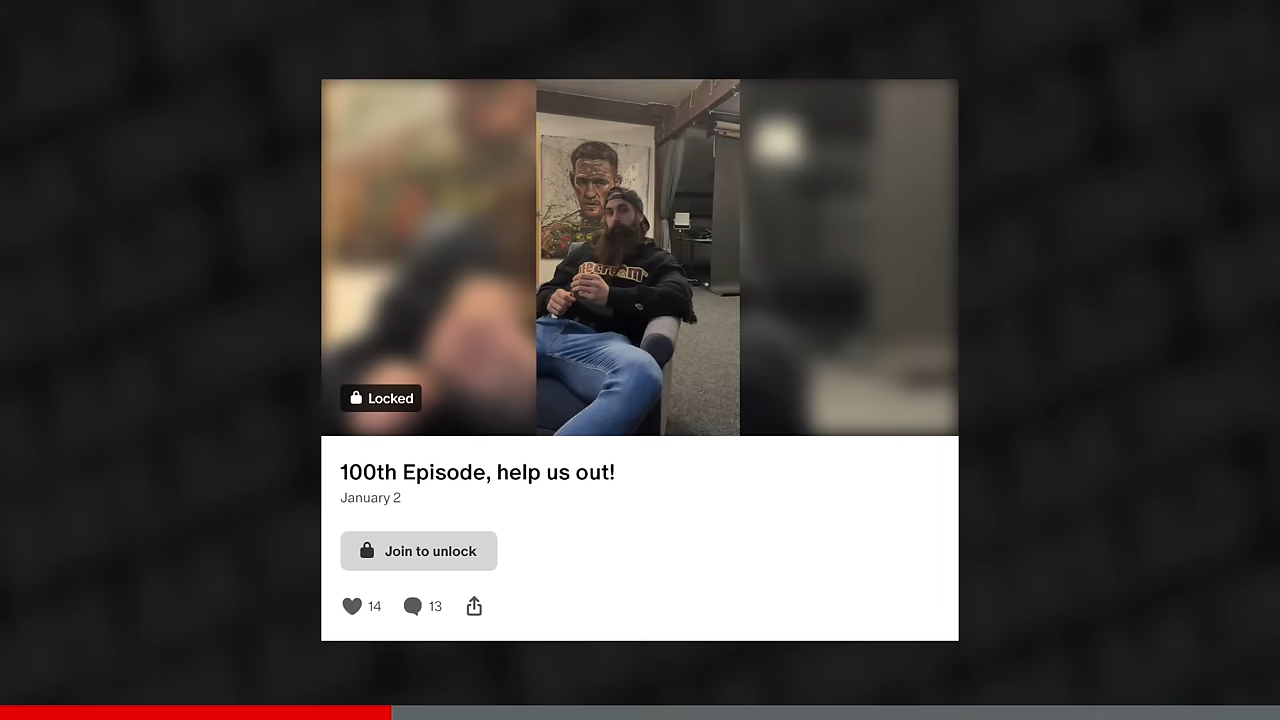 Locked
100th Episode, help us out!
January 2
Join to unlock
14 13